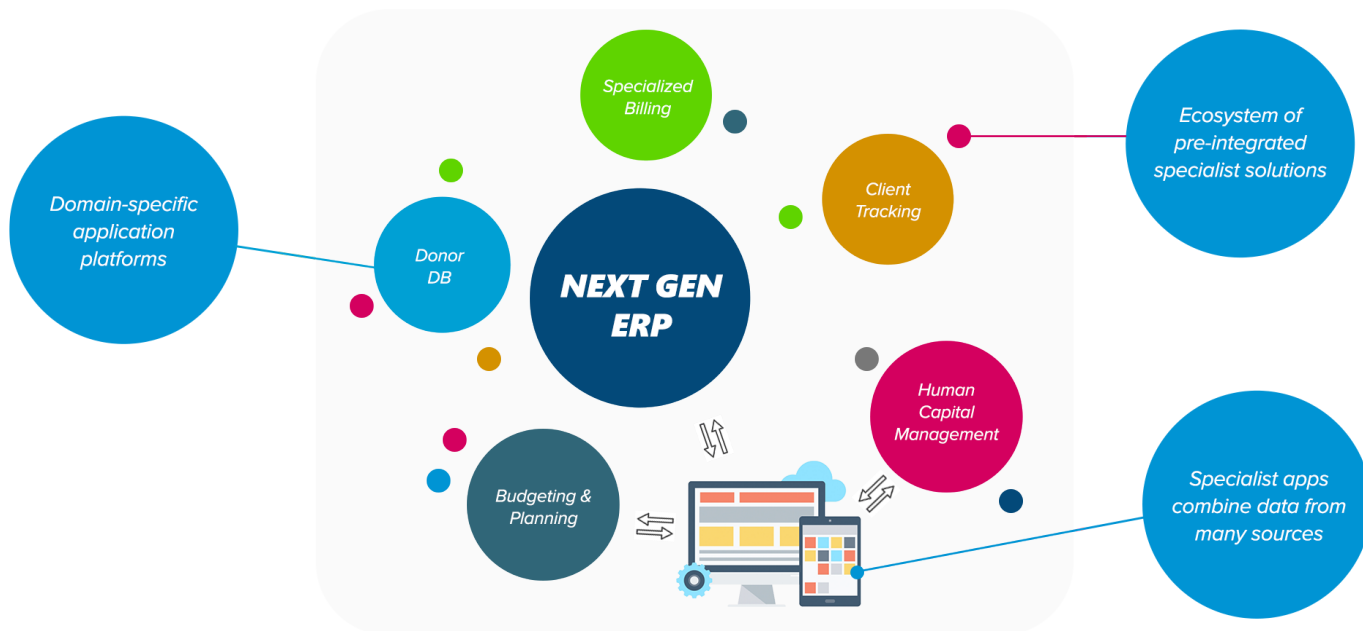 Specialized
Billing
Ecosystem of
pre-integrated
specialist solutions
Client
Tracking
Domain-specific
application
platforms
Donor
DB
NEXT GEN
ERP
Human
Capital
Management
Budgeting &
Planning
Specialist apps
combine data from
many sources